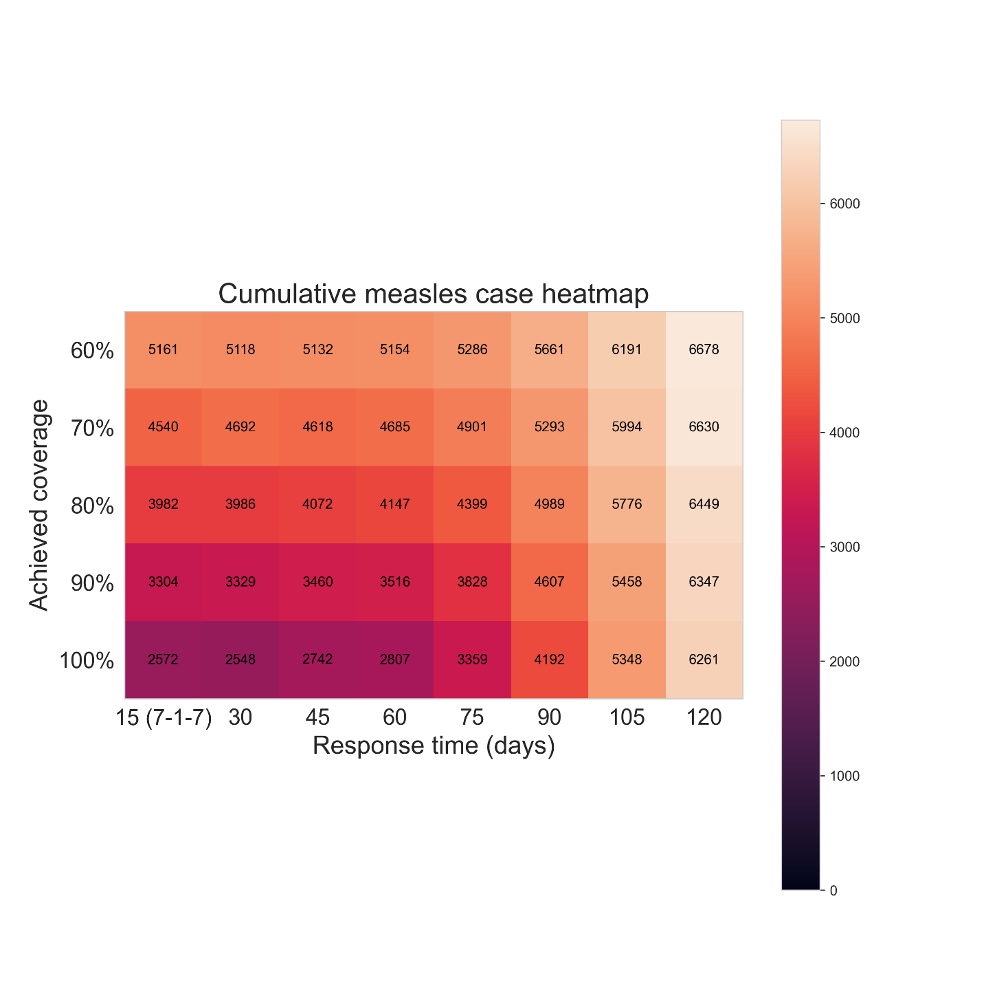 Cumulative measles case heatmap
Achieved coverage
60% 5161 5118 5132 5154 5286 5661 6191 6678
70% 4540 4692 4618 4685 4901 5293 5994 6630
80% 3982 3986 4072 4147 4399 4989 5776 6449
90% 3304 3329 3460 3516 3828 4607 5458 6347
100% 2572 2548 2742 2807 3359 4192 5348 6261
15 (7-1-7) 30 45 60 75 90 105 120
Response time (days)
6000
5000
4000
3000
2000
1000
0